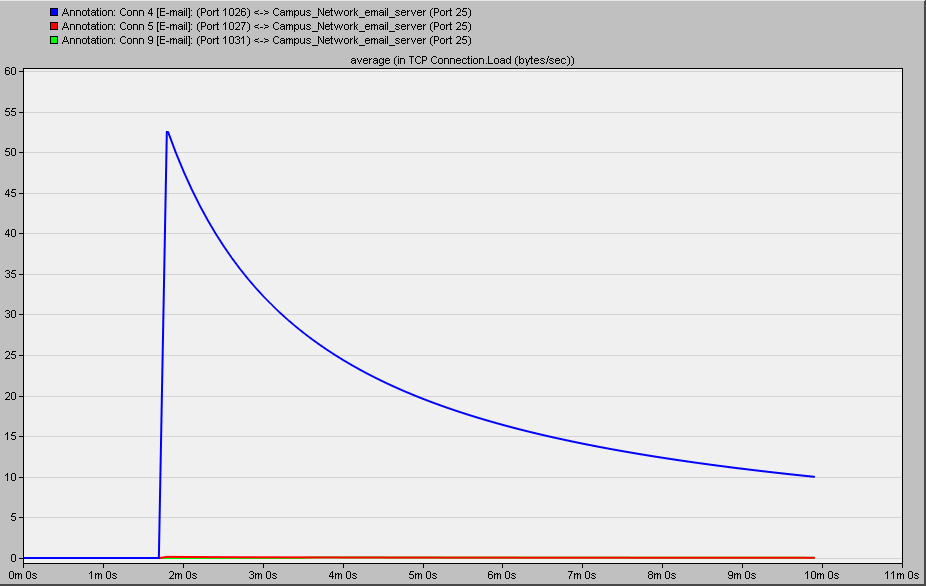 Annotation: Conn 4 [E-mail]: (Port 1026) <-> Campus_Network_email_server (Port 25)
Annotation: Conn 5 [E-mail]: (Port 1027) <-> Campus_Network_email_server (Port 25)
Annotation: Conn 9 [E-mail]: (Port 1031) <-> Campus_Network_email_server (Port 25)
average (in TCP Connection.Load (bytes/sec))
60
55
50
45
40
35
30
25
20
15
10
5
0
0m 0s 1m 0s 2m 0s 3m 0s 4m 0s 5m 0s 6m 0s 7m 0s 8m 0s 9m 0s 10m 0s 11m 0s